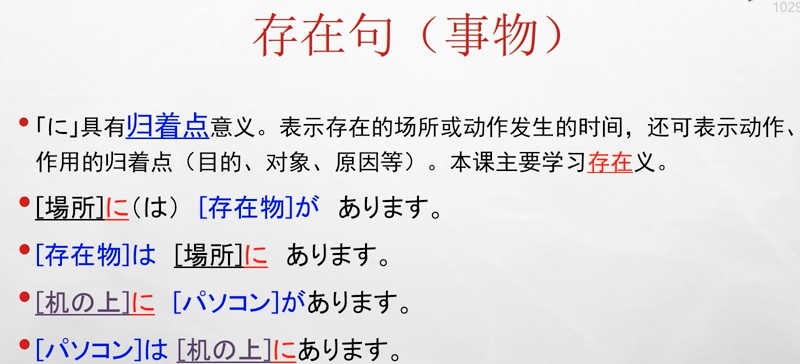 1029
存在句（事物）
•「に」具有归着点意义。表示存在的场所或动作发生的时间，还可表示动作、
作用的归着点（目的、对象、原因等）。本课主要学习存在义。
•[場所]に(は) [存在物]が あります。
•[存在物]は [場所]に あります。
•[机の上]に [パソコン]があります。
•[パソコン]は [机の上]にあります。